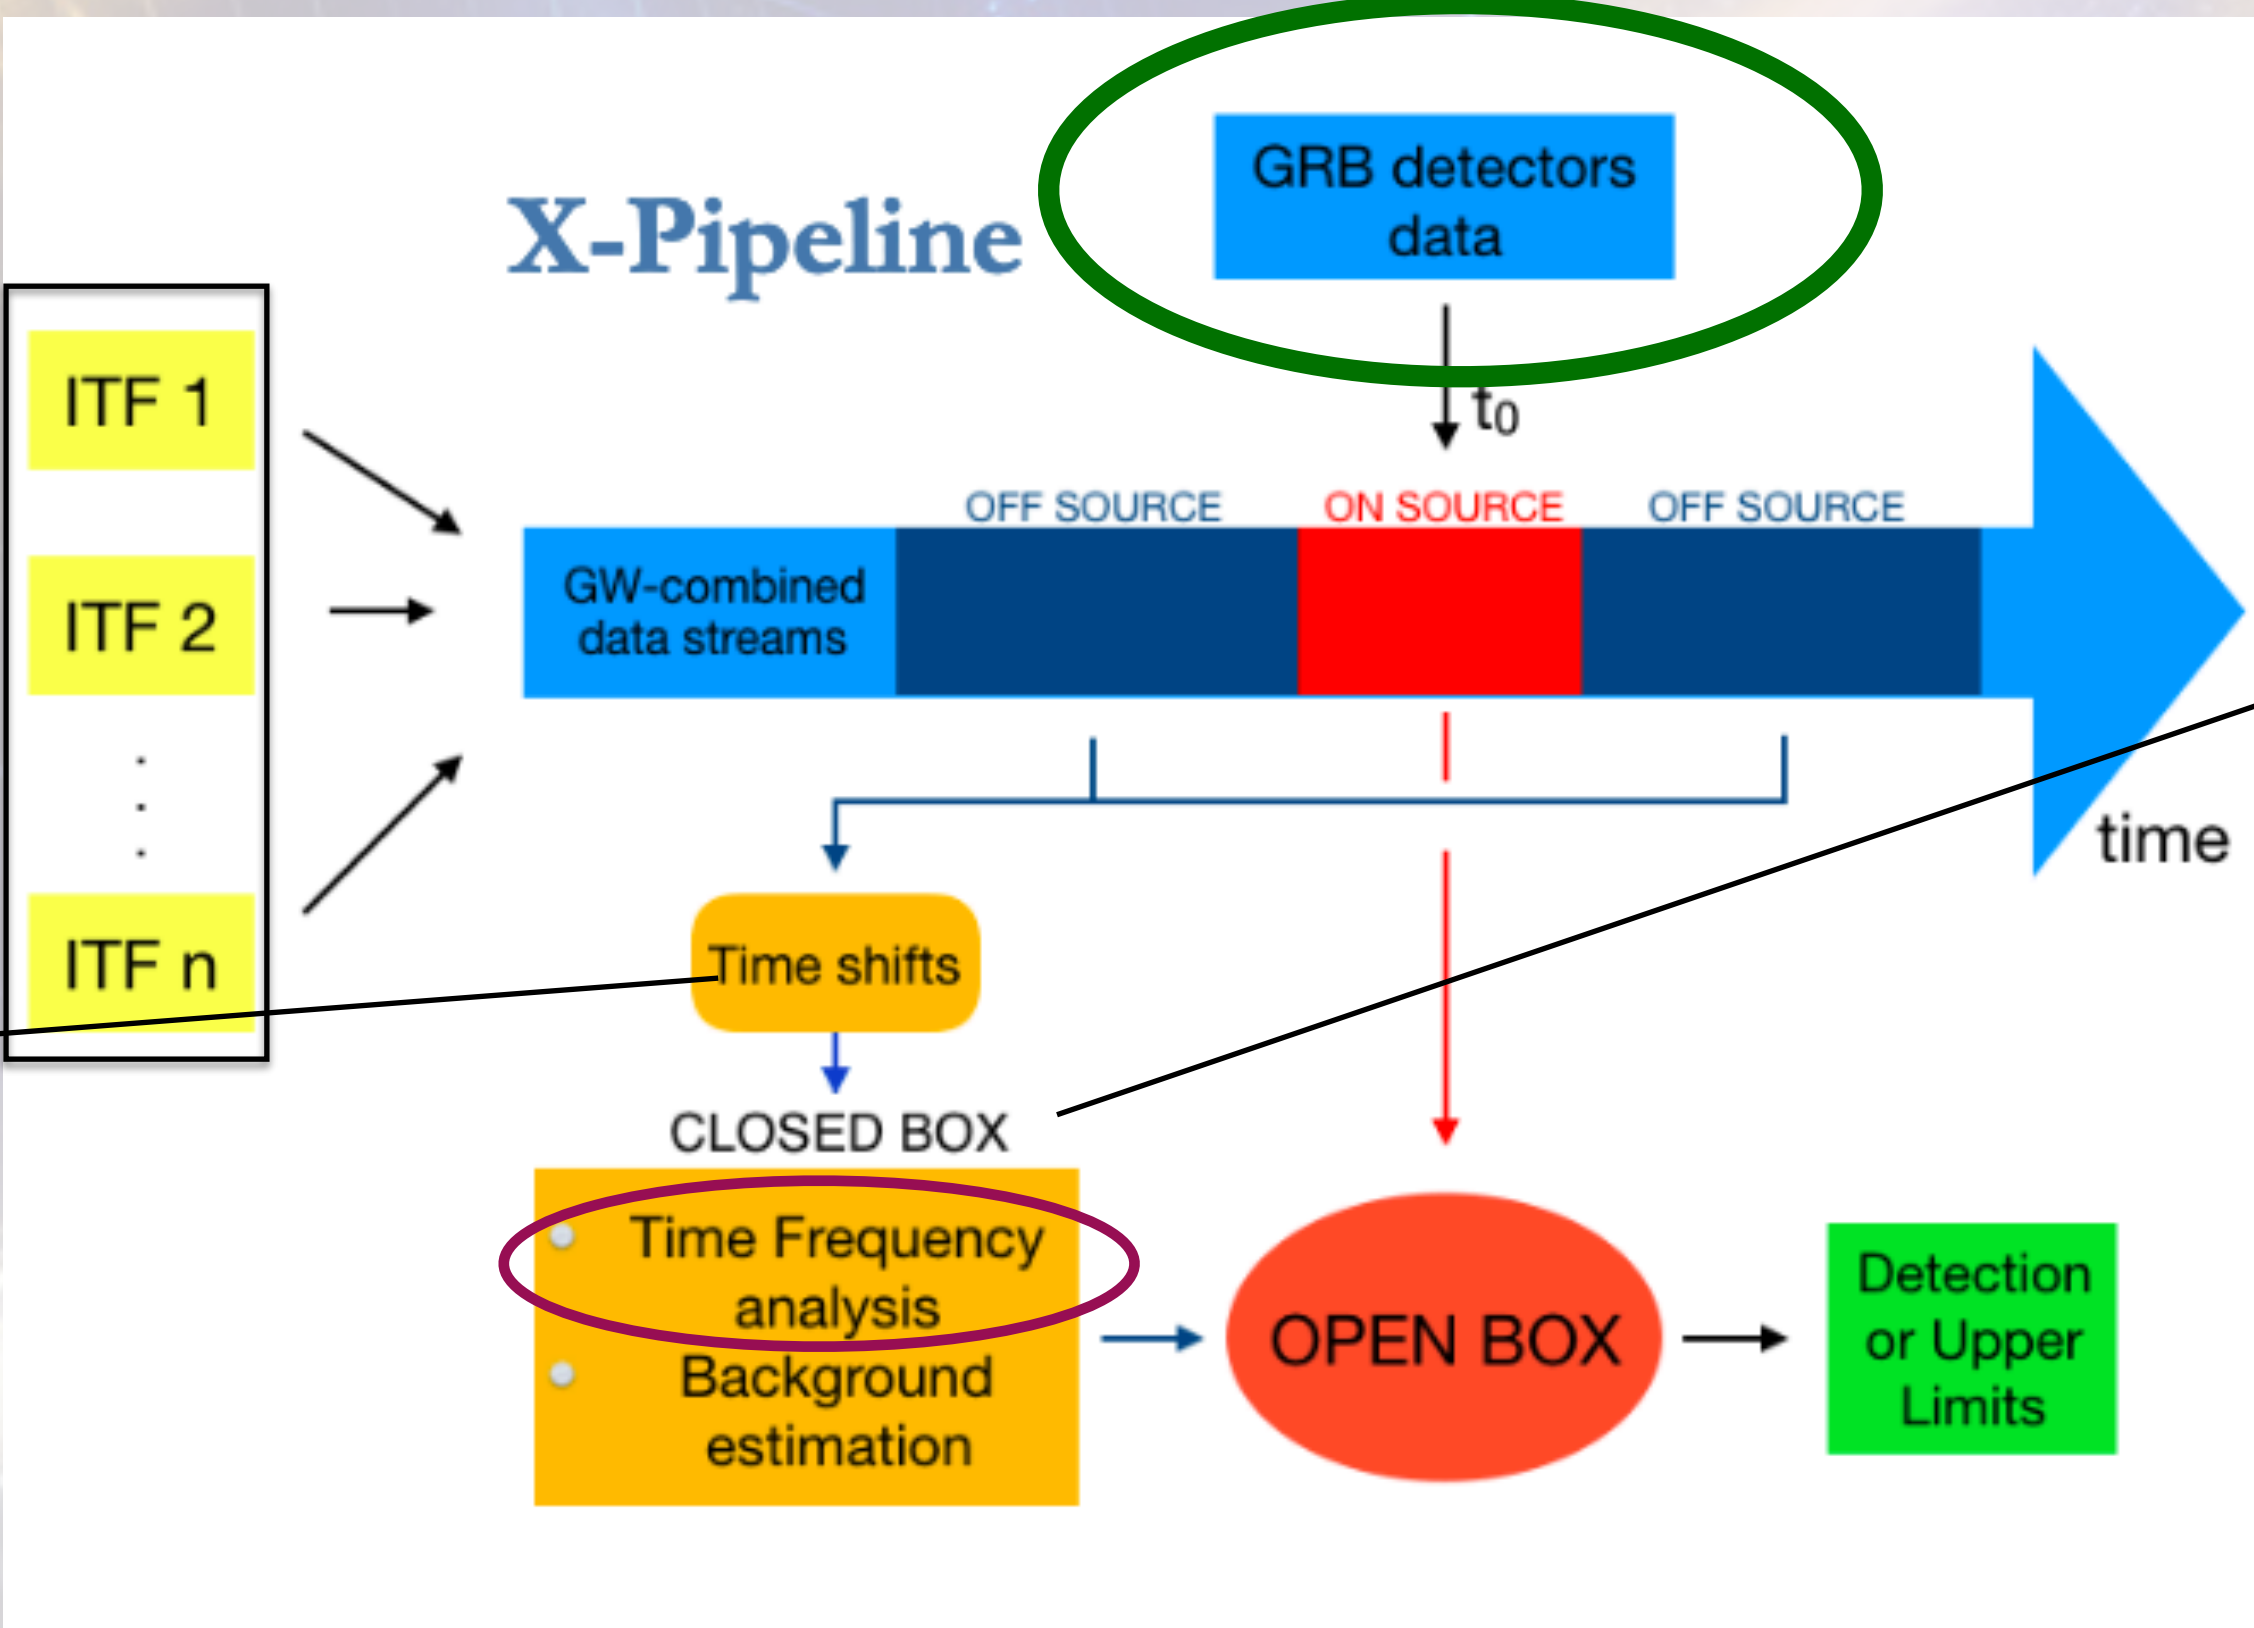 GRB detectors
data
X-Pipeline
ITF 1
ITF 2
.
.
.
ITF n
t₀
OFF SOURCE
ON SOURCE
OFF SOURCE
GW-combined
data streams
time
Time shifts
CLOSED BOX
Time Frequency
analysis
Background
estimation
OPEN BOX
Detection
or Upper
Limits